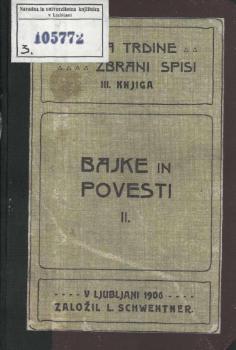 Narodna in univerzitetna knjižnica
v Ljubljani
105772
3.
A TRDINE
ZBRANI SPISI
III. KNJIGA
BAJKE IN
POVESTI
II.
V LJUBLJANI 1906
ZALOŽIL L. SCHWENTNER.